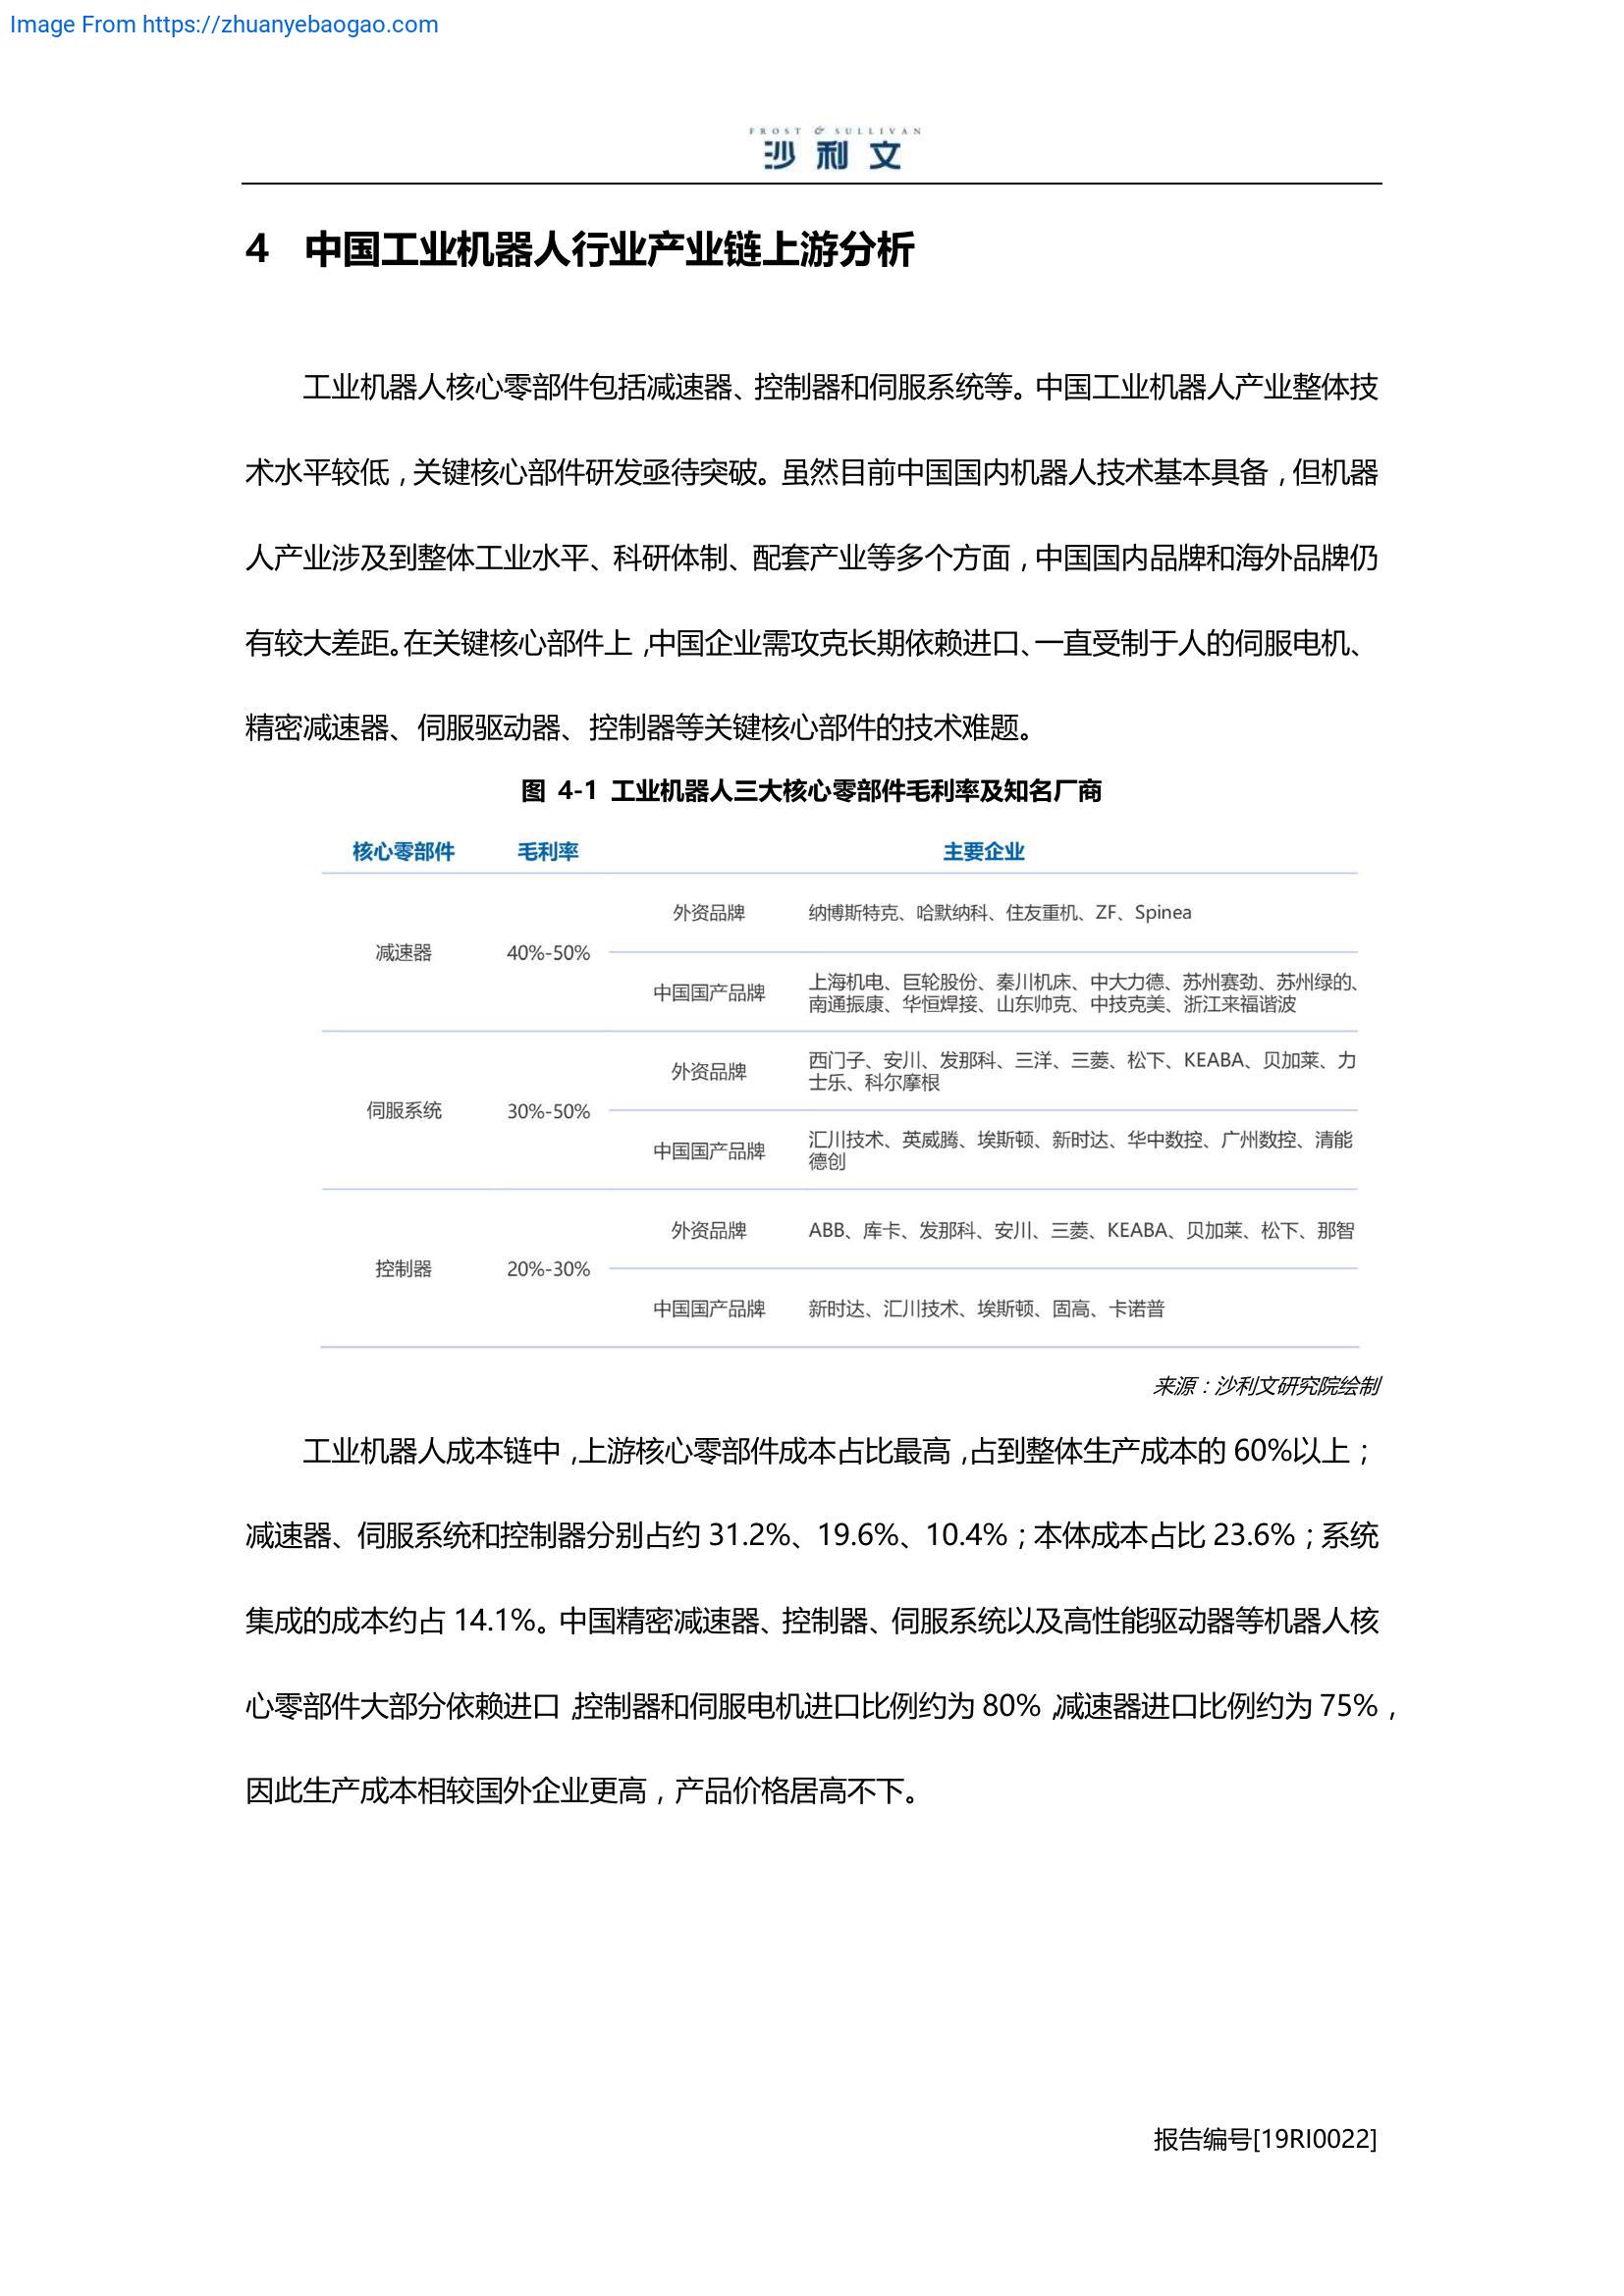 Image From https://zhuanyebaogao.com
FROST & SULLIVAN
沙利文
4 中国工业机器人行业产业链上游分析
工业机器人核心零部件包括减速器、控制器和伺服系统等。中国工业机器人产业整体技
术水平较低，关键核心部件研发亟待突破。虽然目前中国国内机器人技术基本具备，但机器
人产业涉及到整体工业水平、科研体制、配套产业等多个方面，中国国内品牌和海外品牌仍
有较大差距。在关键核心部件上，中国企业需攻克长期依赖进口、一直受制于人的伺服电机、
精密减速器、伺服驱动器、控制器等关键核心部件的技术难题。
图 4-1 工业机器人三大核心零部件毛利率及知名厂商
核心零部件 毛利率 主要企业
外资品牌 纳博斯特克、哈默纳科、住友重机、ZF、Spinea
减速器 40%-50%
中国国产品牌 上海机电、巨轮股份、秦川机床、中大力德、苏州赛劲、苏州绿的、
南通振康、华恒焊接、山东帅克、中技克美、浙江来福谐波
外资品牌 西门子、安川、发那科、三洋、三菱、松下、KEABA、贝加莱、力
士乐、科尔摩根
伺服系统 30%-50%
中国国产品牌 汇川技术、英威腾、埃斯顿、新时达、华中数控、广州数控、清能
德创
外资品牌 ABB、库卡、发那科、安川、三菱、KEABA、贝加莱、松下、那智
控制器 20%-30%
中国国产品牌 新时达、汇川技术、埃斯顿、固高、卡诺普
来源：沙利文研究院绘制
工业机器人成本链中，上游核心零部件成本占比最高，占到整体生产成本的 60%以上；
减速器、伺服系统和控制器分别占约 31.2%、19.6%、10.4%；本体成本占比 23.6%；系统
集成的成本约占 14.1%。中国精密减速器、控制器、伺服系统以及高性能驱动器等机器人核
心零部件大部分依赖进口，控制器和伺服电机进口比例约为 80%，减速器进口比例约为 75%，
因此生产成本相较国外企业更高，产品价格居高不下。
报告编号[19RI0022]